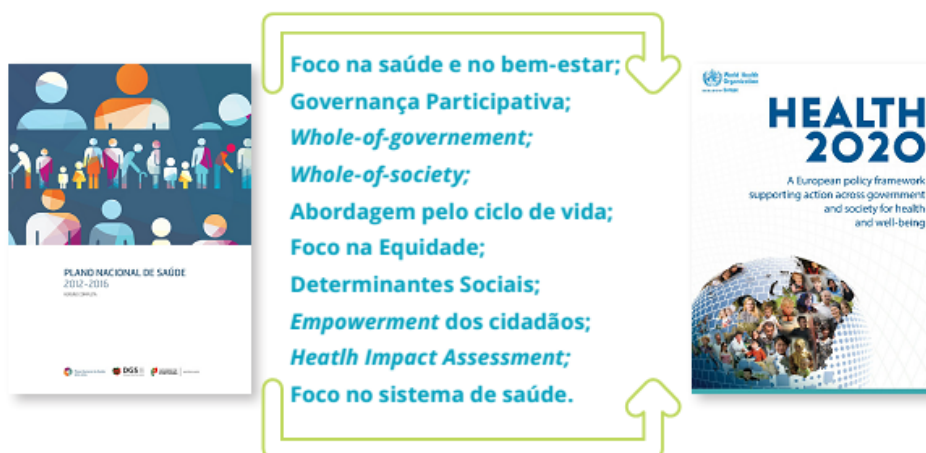 PLANO NACIONAL DE SAÚDE
2012-2016
DGS
Foco na saúde e no bem-estar;
Governança Participativa;
Whole-of-governement;
Whole-of-society;
Abordagem pelo ciclo de vida;
Foco na Equidade;
Determinantes Sociais;
Empowerment dos cidadãos;
Heatlh Impact Assessment;
Foco no sistema de saúde.
World Health
Organization
HEALTH
2020
A European policy framework
supporting action across government
and society for health
and well-being